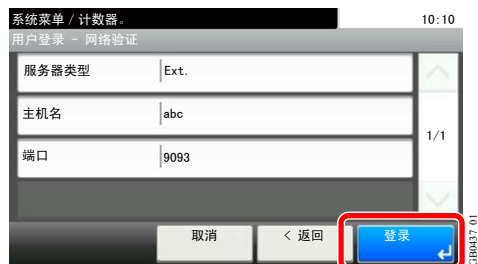 系统菜单 / 计数器。
10:10
用户登录 - 网络验证
服务器类型 Ext.
主机名 abc
端口 9093
1/1
取消 < 返回 登录
GB0437_01